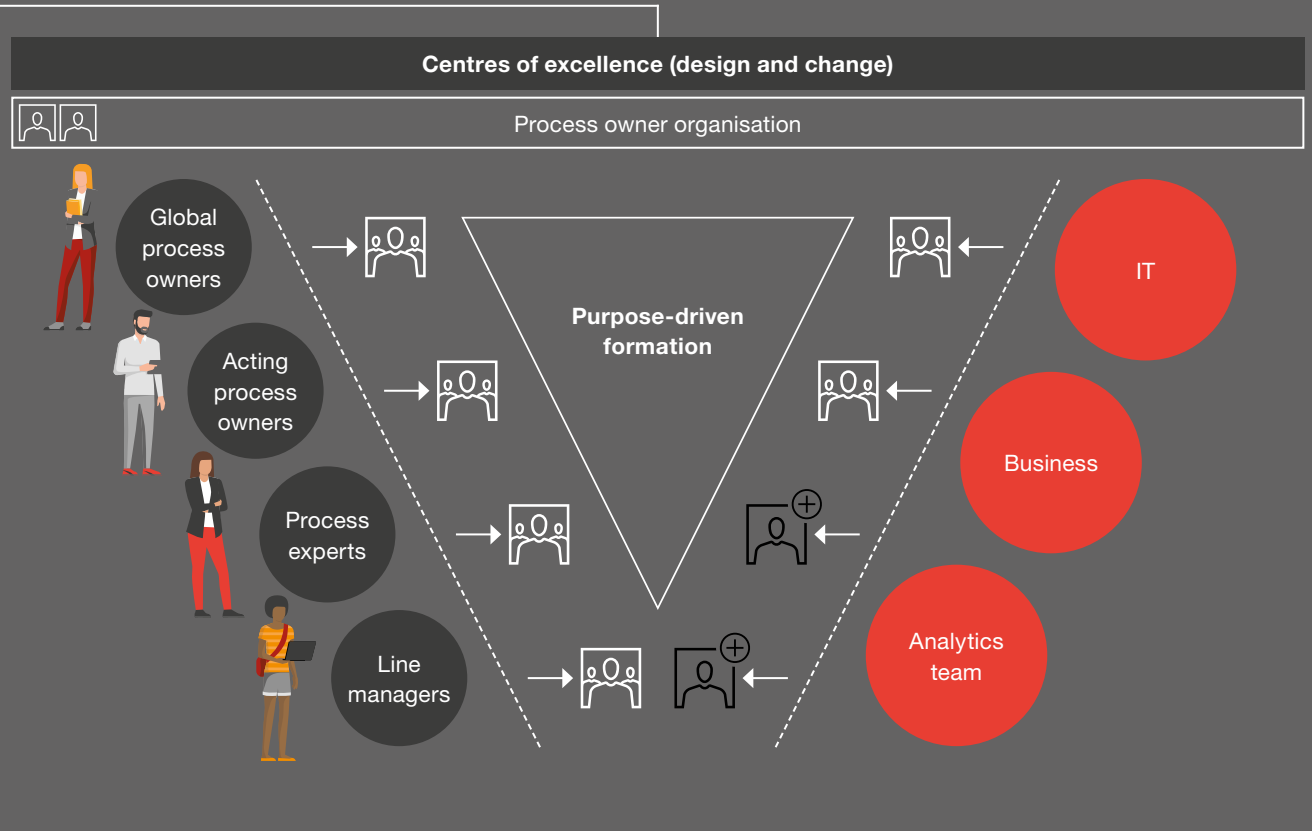 Centres of excellence (design and change)
Process owner organisation
Global
process
owners
Acting
process
owners
Process
experts
Line
managers
Purpose-driven
formation
IT
Business
Analytics
team